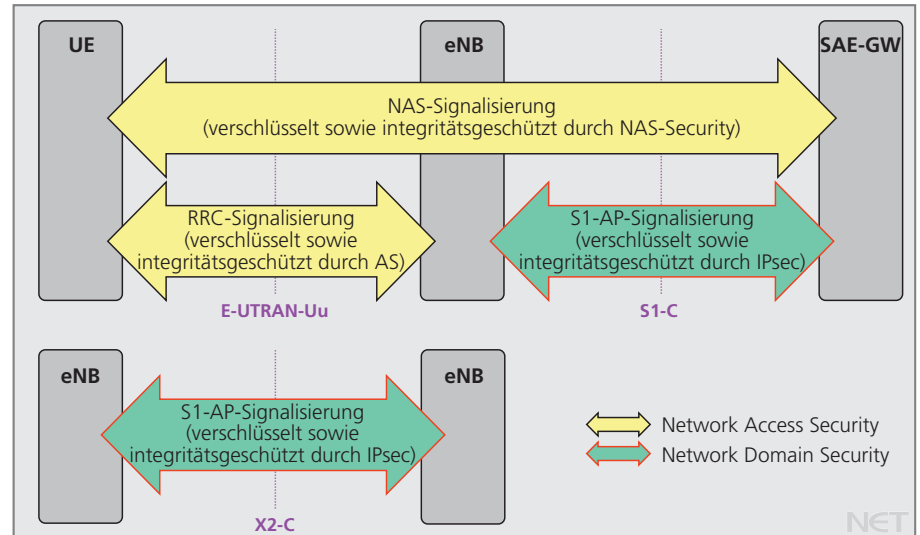 UE
eNB
SAE-GW
NAS-Signalisierung
(verschlüsselt sowie integritätsgeschützt durch NAS-Security)
RRC-Signalisierung
(verschlüsselt sowie
integritätsgeschützt durch AS)
S1-AP-Signalisierung
(verschlüsselt sowie
integritätsgeschützt durch IPsec)
E-UTRAN-Uu
S1-C
eNB
eNB
S1-AP-Signalisierung
(verschlüsselt sowie
integritätsgeschützt durch IPsec)
Network Access Security
Network Domain Security
X2-C
NET